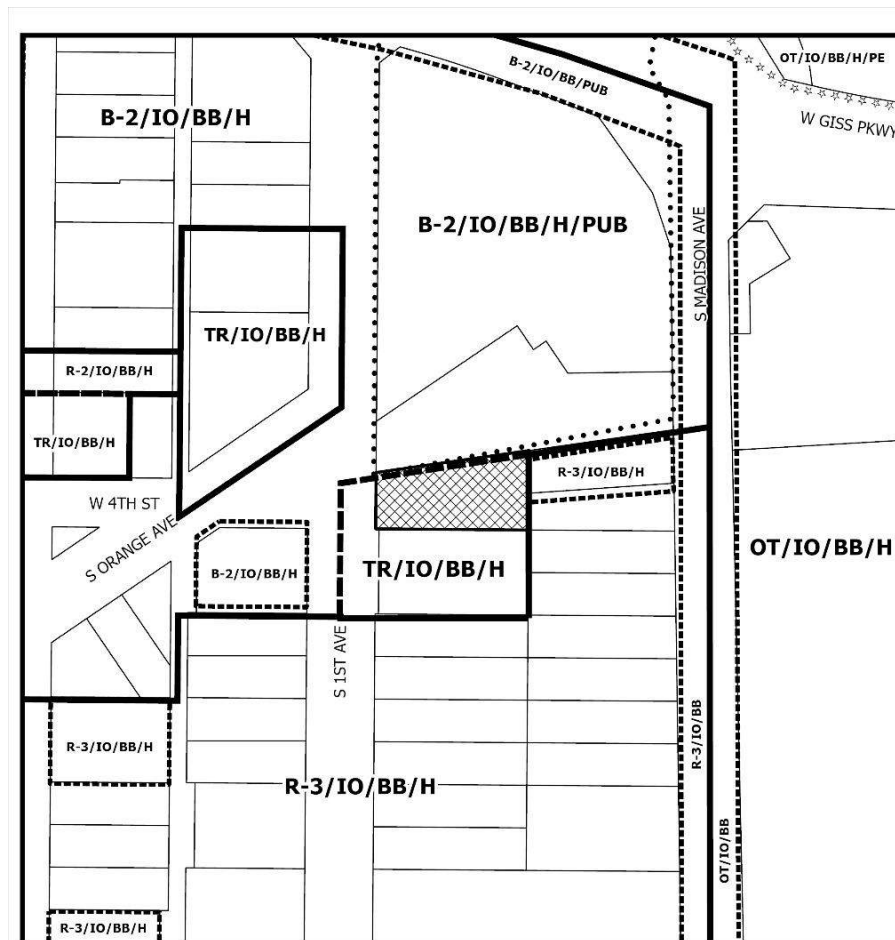 OT/IO/BB/H/PE
B-2/IO/BB/PUB
B-2/IO/BB/H
W GISS PKWY
B-2/IO/BB/H/PUB
S MADISON AVE
TR/IO/BB/H
R-2/IO/BB/H
TR/IO/BB/H
R-3/IO/BB/H
W 4TH ST
S ORANGE AVE
OT/IO/BB/H
B-2/IO/BB/H
TR/IO/BB/H
S 1ST AVE
R-3/IO/BB
R-3/IO/BB/H
R-3/IO/BB/H
OT/IO/BB
R-3/IO/BB/H